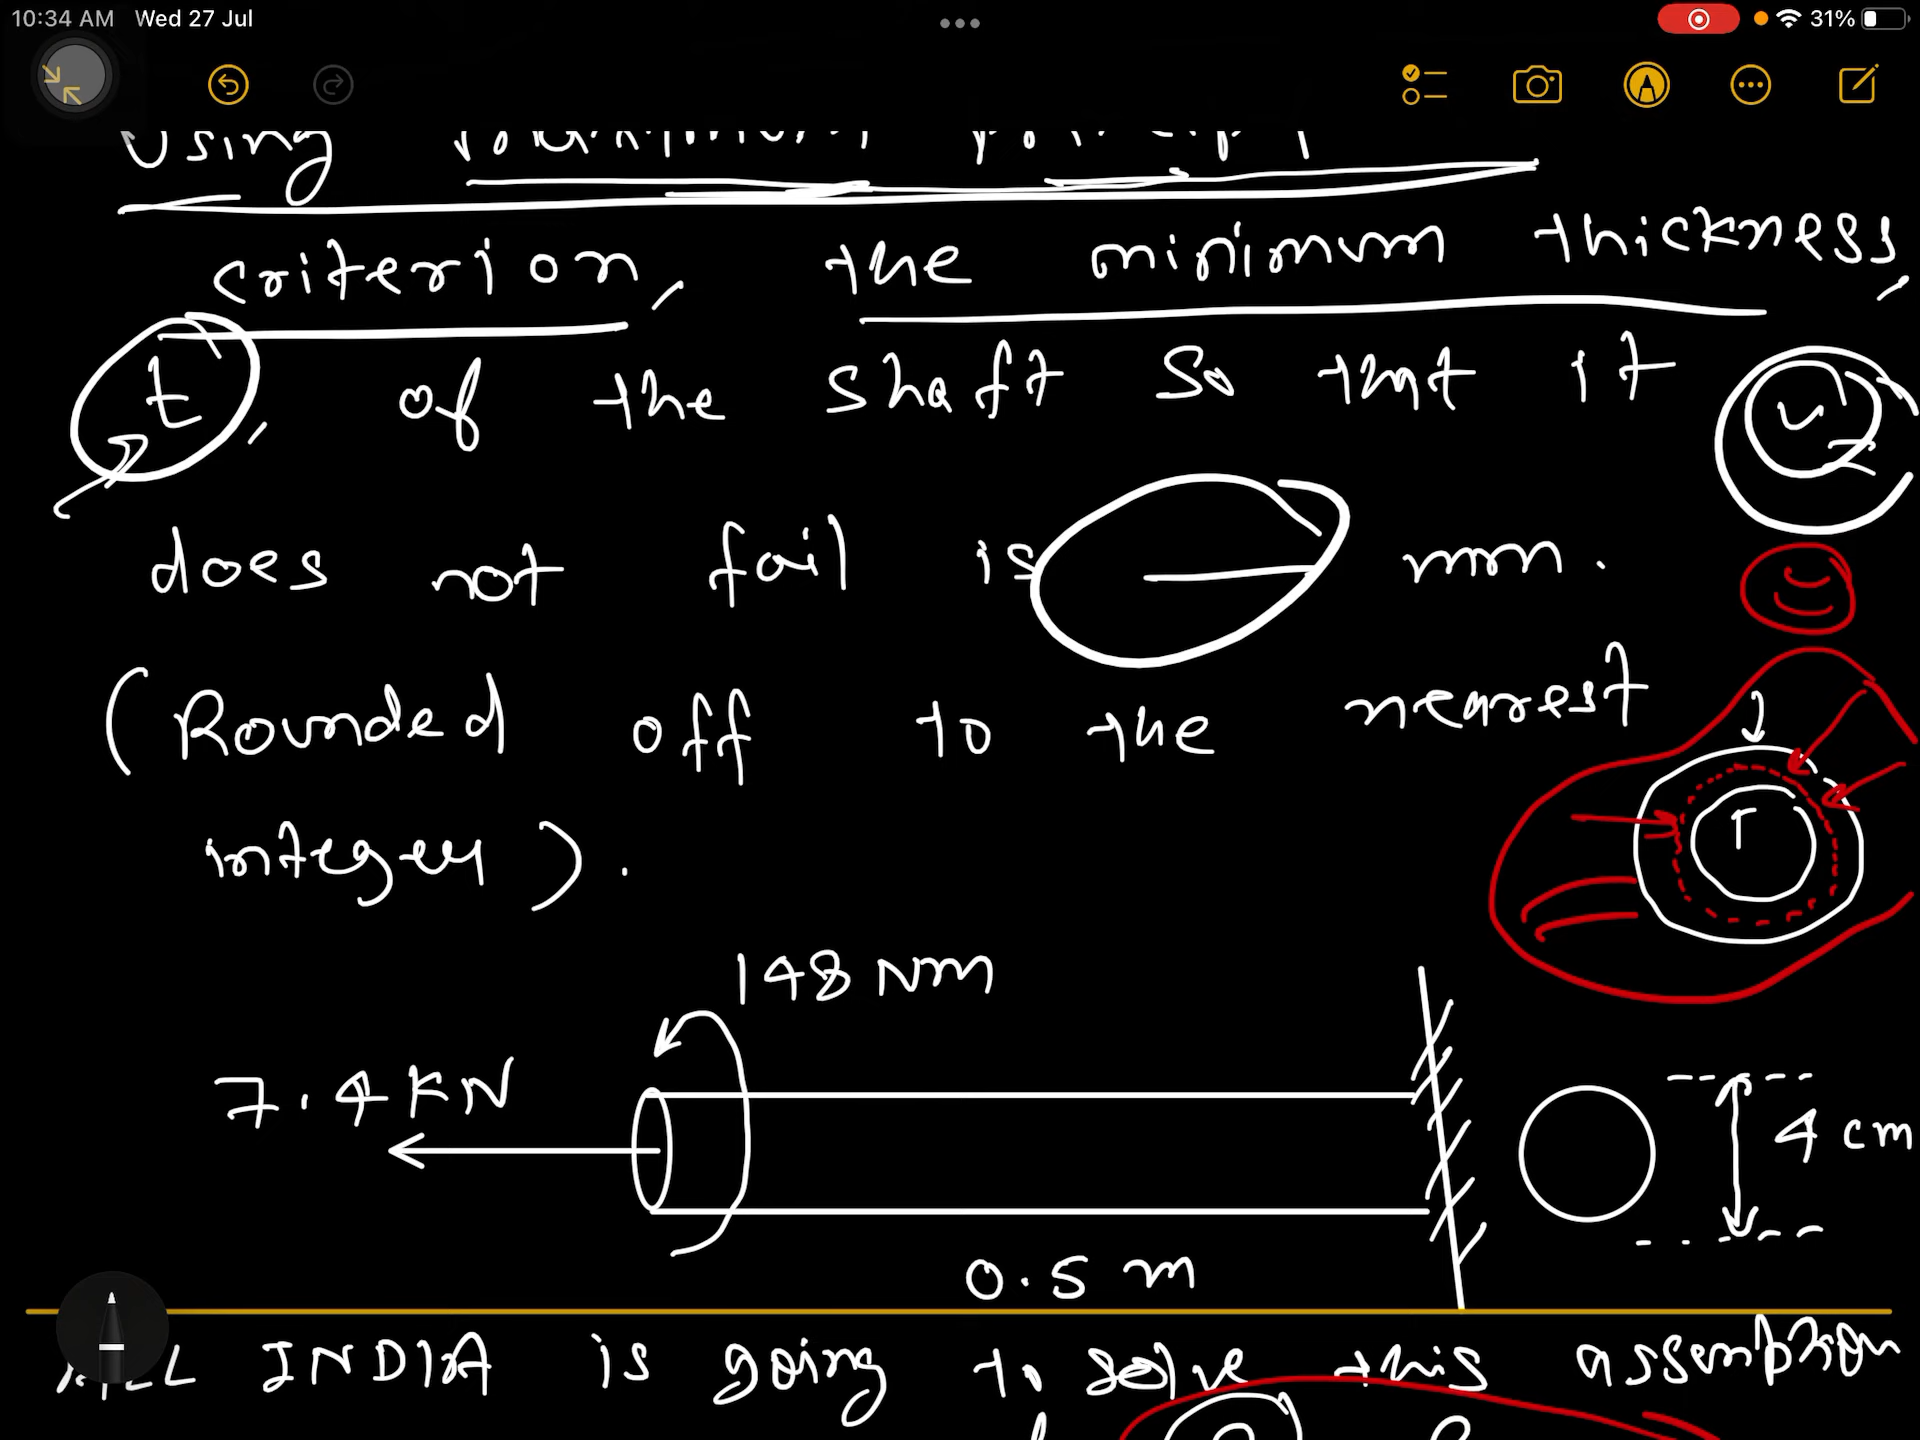 10:34 AM Wed 27 Jul
31%
Using
criterion, the minimum thickness,
t, of the shaft so that it
does not fail is mm.
(Rounded off to the nearest
integer).
148 Nm
7.4 KN
4 cm
0.5 m
ALL INDIA is going to solve this assembtion